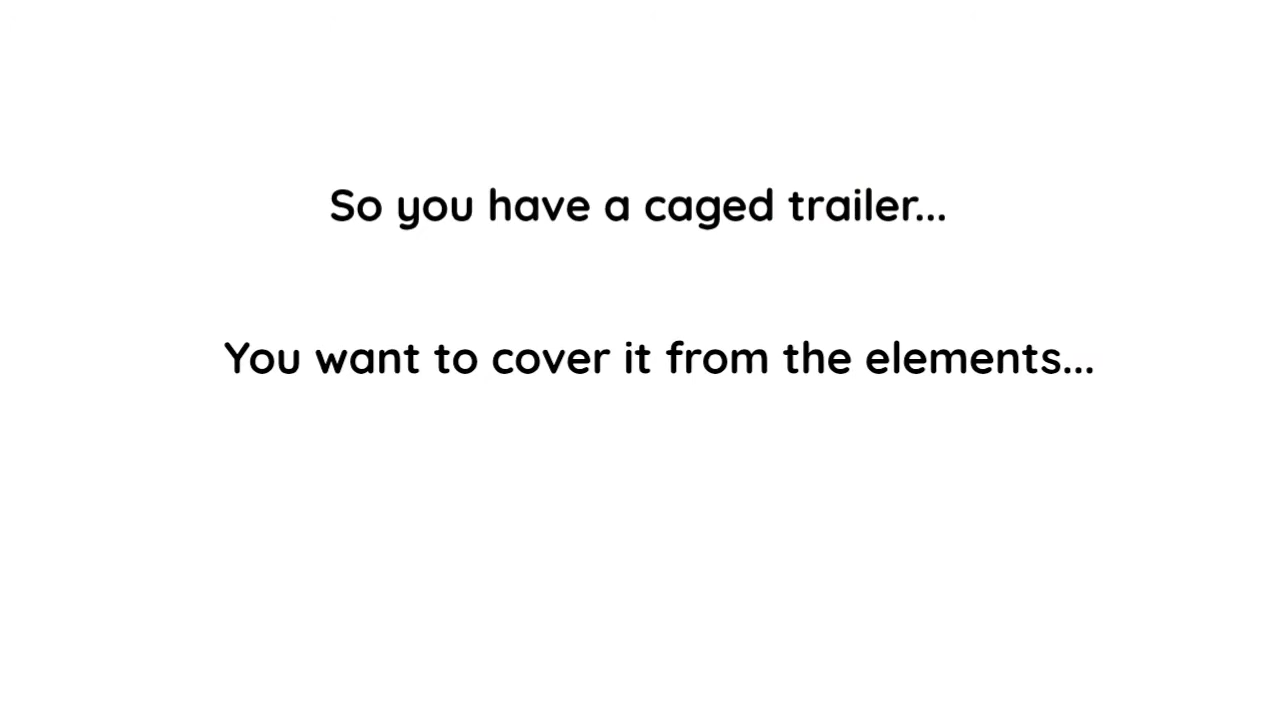 So you have a caged trailer...
You want to cover it from the elements...